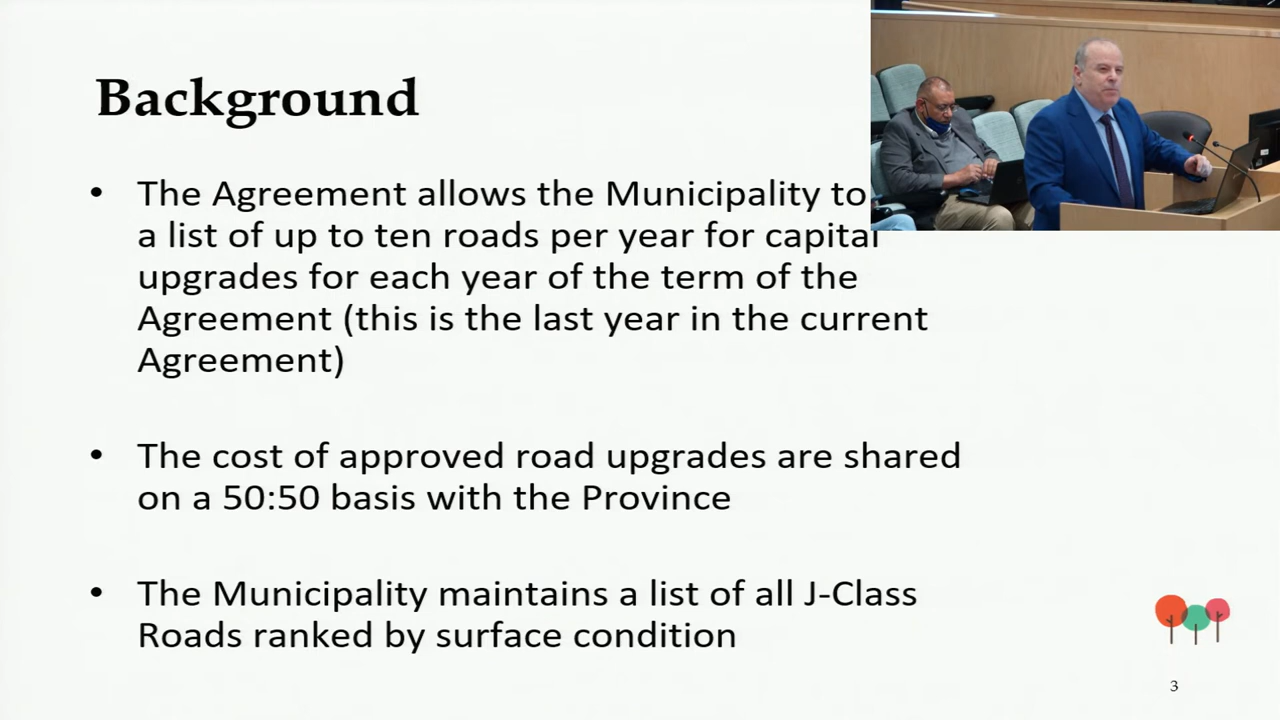 Background
• The Agreement allows the Municipality to
a list of up to ten roads per year for capital
upgrades for each year of the term of the
Agreement (this is the last year in the current
Agreement)
• The cost of approved road upgrades are shared
on a 50:50 basis with the Province
• The Municipality maintains a list of all J-Class
Roads ranked by surface condition
3